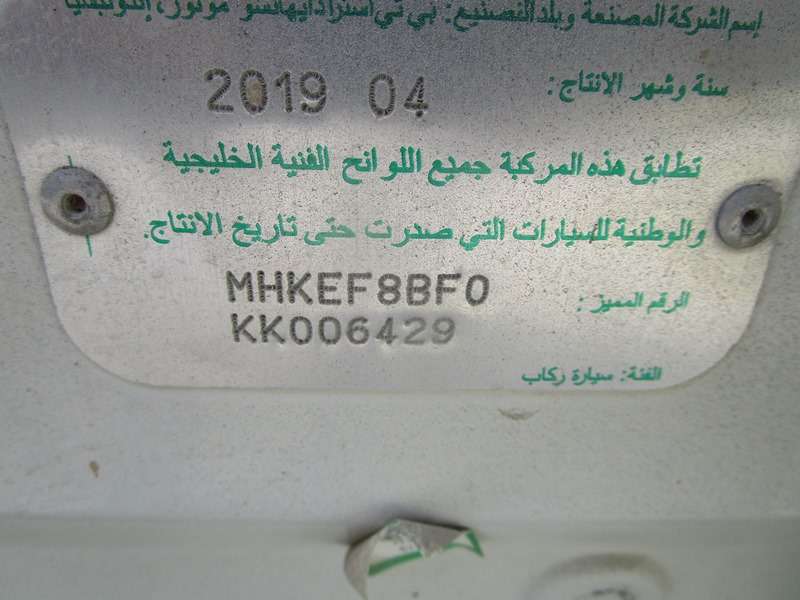 إسم الشركة المصنعة وبلد التصنيع: بي تي استرا دايهاتسو موتور، إندونيسيا
سنة وشهر الانتاج: 2019 04
تطابق هذه المركبة جميع اللوائح الفنية الخليجية
والوطنية للسيارات التي صدرت حتى تاريخ الانتاج.
الرقم المميز: MHKEF8BF0
KK006429
الفئة: سيارة ركاب